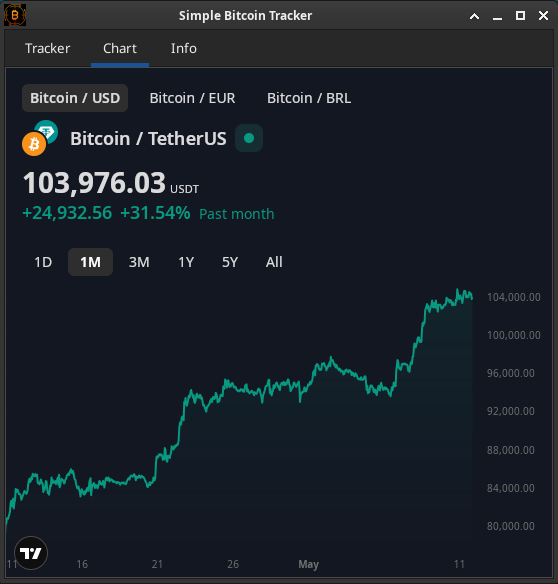 Simple Bitcoin Tracker
Tracker Chart Info
Bitcoin / USD Bitcoin / EUR Bitcoin / BRL
Bitcoin / TetherUS
103,976.03 USDT
+24,932.56 +31.54% Past month
1D 1M 3M 1Y 5Y All
104,000.00
100,000.00
96,000.00
92,000.00
88,000.00
84,000.00
80,000.00
11 16 21 26 May 11